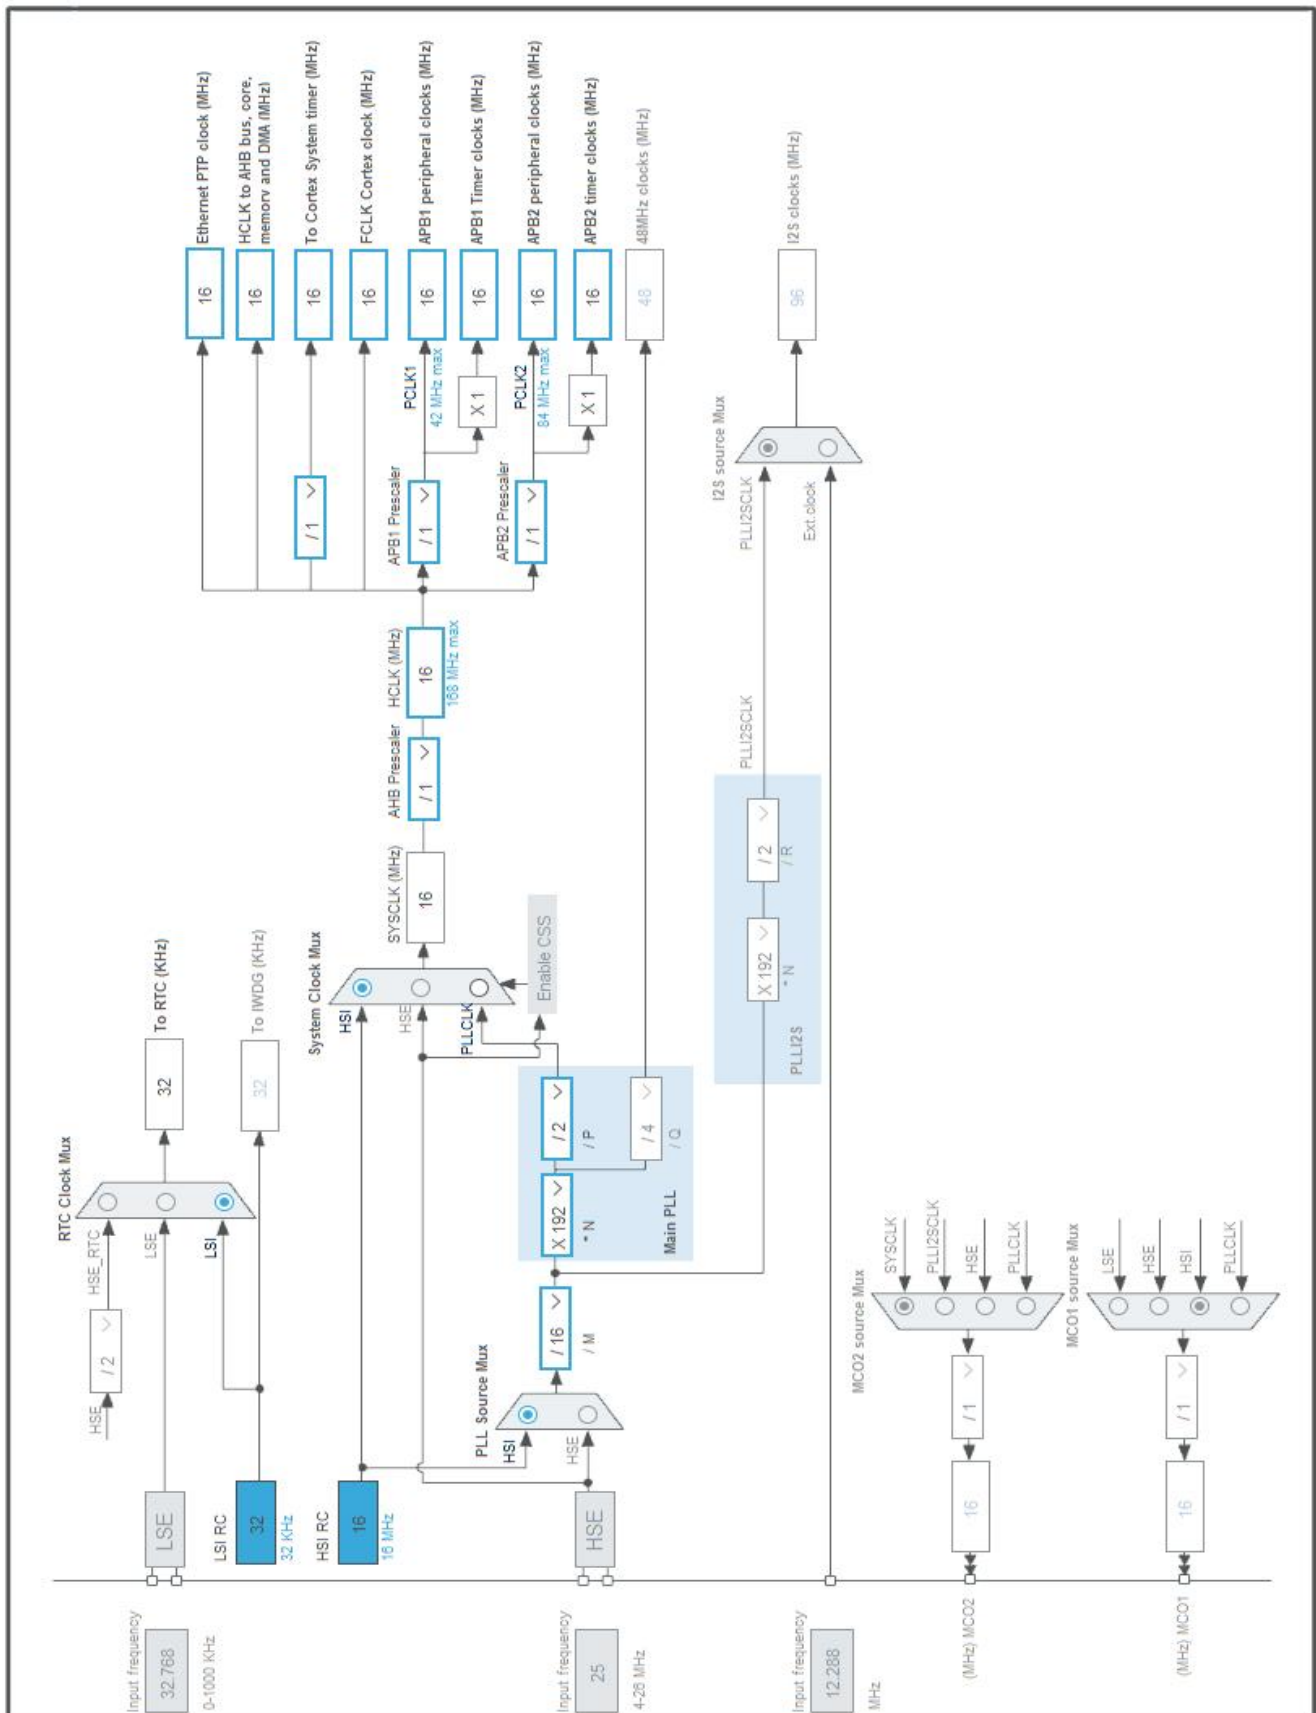 Input frequency
32.768
0-1000 KHz
LSE
HSE
/ 2
HSE_RTC
LSE
LSI
RTC Clock Mux
32
To RTC (KHz)
LSI RC
32
32 KHz
32
To IWDG (KHz)
HSI RC
16
16 MHz
System Clock Mux
HSI
HSE
PLLCLK
Enable CSS
SYSCLK (MHz)
16
AHB Prescaler
/ 1
HCLK (MHz)
16
168 MHz max
16
Ethernet PTP clock (MHz)
16
HCLK to AHB bus, core,
memory and DMA (MHz)
/ 1
16
To Cortex System timer (MHz)
16
FCLK Cortex clock (MHz)
APB1 Prescaler
/ 1
PCLK1
42 MHz max
16
APB1 peripheral clocks (MHz)
X 1
16
APB1 Timer clocks (MHz)
APB2 Prescaler
/ 1
PCLK2
84 MHz max
16
APB2 peripheral clocks (MHz)
X 1
16
APB2 timer clocks (MHz)
48
48MHz clocks (MHz)
Input frequency
25
4-26 MHz
HSE
PLL Source Mux
HSI
HSE
/ 16
/ M
X 192
* N
/ 2
/ P
/ 4
/ Q
Main PLL
X 192
* N
/ 2
/ R
PLLI2S
PLLI2SCLK
I2S source Mux
PLLI2SCLK
Ext.clock
96
I2S clocks (MHz)
Input frequency
12.288
MHz
MCO2 source Mux
SYSCLK
PLLI2SCLK
HSE
PLLCLK
/ 1
16
(MHz) MCO2
MCO1 source Mux
LSE
HSE
HSI
PLLCLK
/ 1
16
(MHz) MCO1